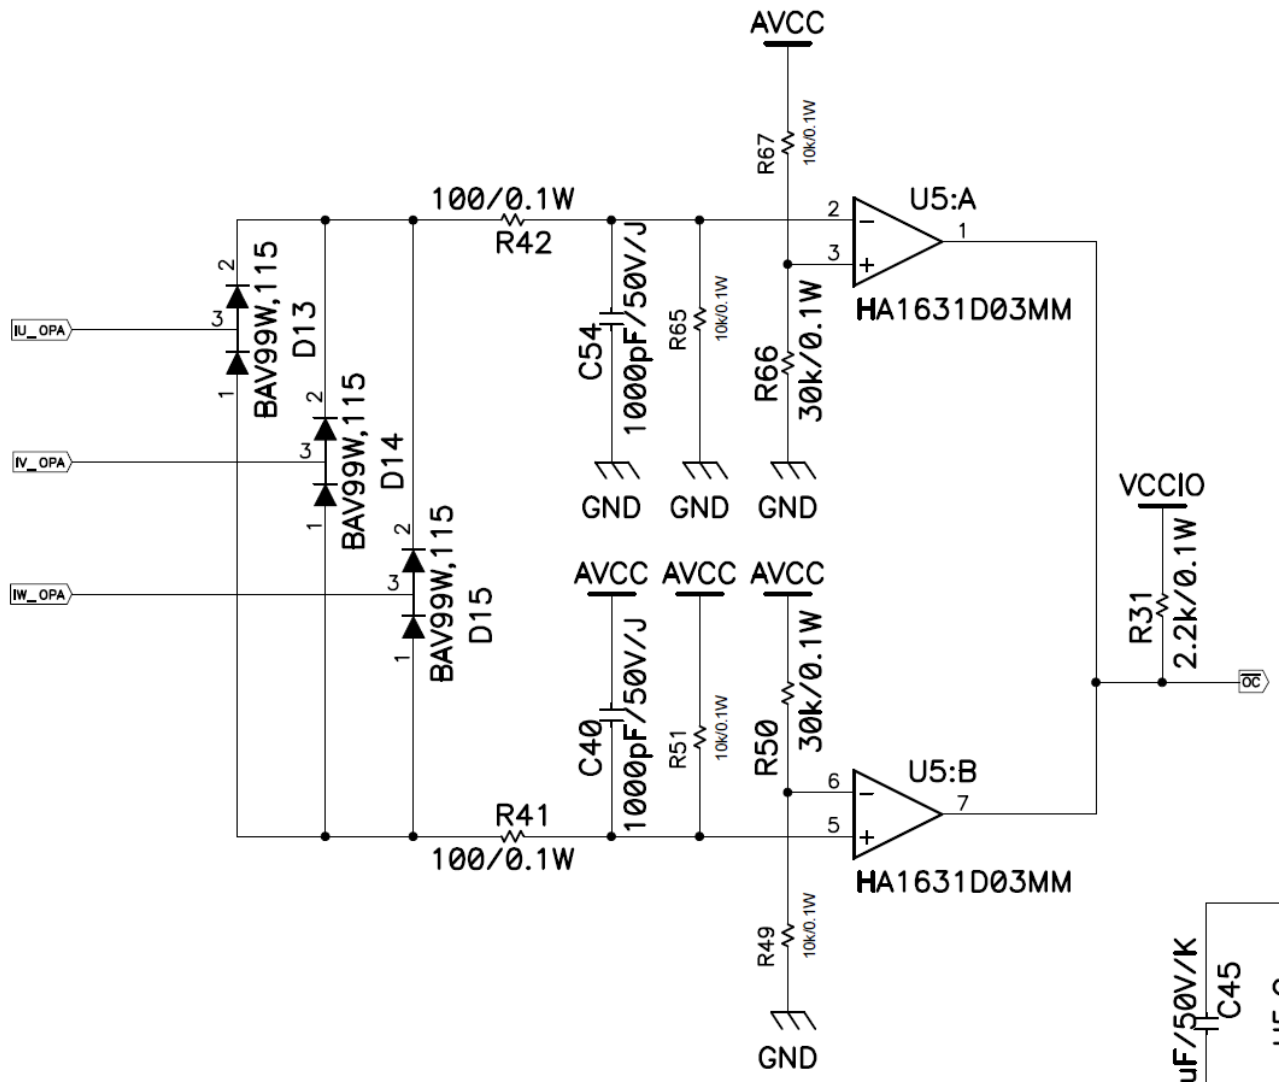 AVCC
R67
10k/0.1W
100/0.1W
R42
2
3
U5:A
1
HA1631D03MM
IU_OPA
2
3
1
BAV99W,115
D13
C54
1000pF/50V/J
R65
10k/0.1W
R66
30k/0.1W
IV_OPA
2
3
1
BAV99W,115
D14
GND
GND
GND
VCCIO
R31
2.2k/0.1W
IW_OPA
2
3
1
BAV99W,115
D15
AVCC
AVCC
AVCC
C40
1000pF/50V/J
R51
10k/0.1W
R50
30k/0.1W
OC
R41
100/0.1W
6
5
U5:B
7
HA1631D03MM
R49
10k/0.1W
GND
uF/50V/K
C45